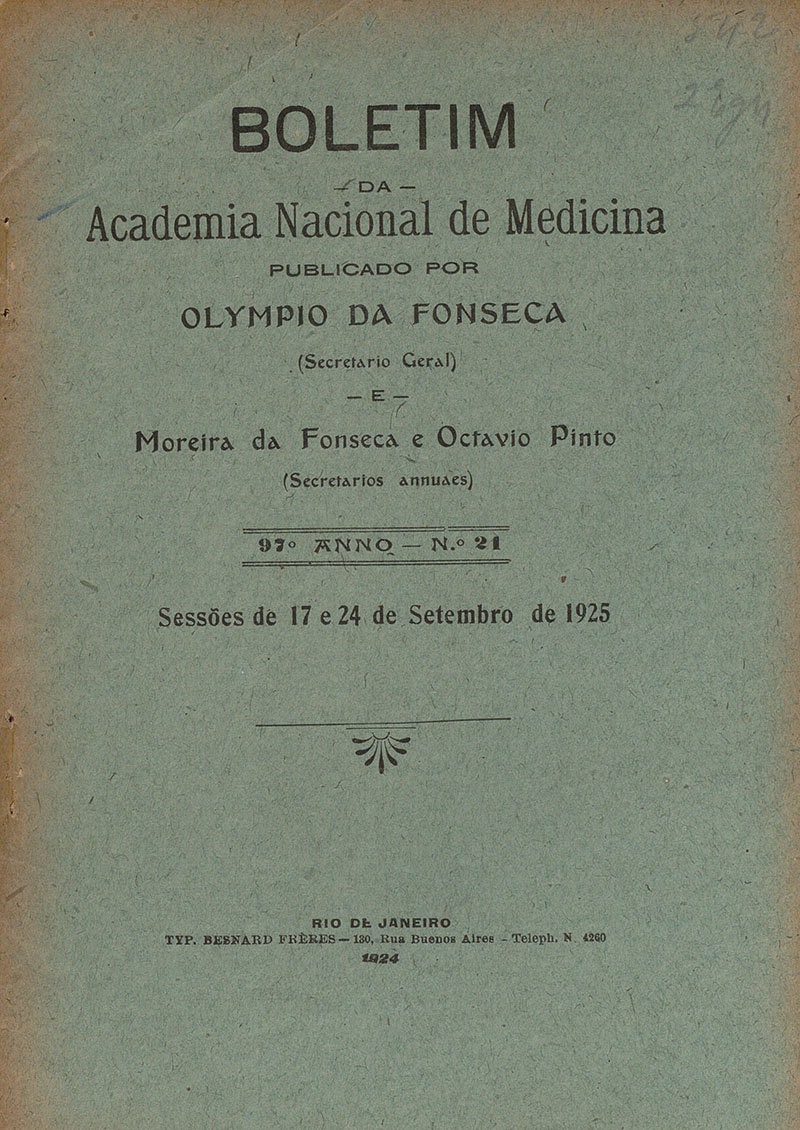 BOLETIM
— DA —
Academia Nacional de Medicina
PUBLICADO POR
OLYMPIO DA FONSECA
(Secretario Geral)
— E —
Moreira da Fonseca e Octavio Pinto
(Secretarios annuaes)
97º ANNO — N.º 21
Sessões de 17 e 24 de Setembro de 1925
RIO DE JANEIRO
TYP. BESNARD FRÈRES — 130, Rua Buenos Aires - Teleph. N. 4260
1924